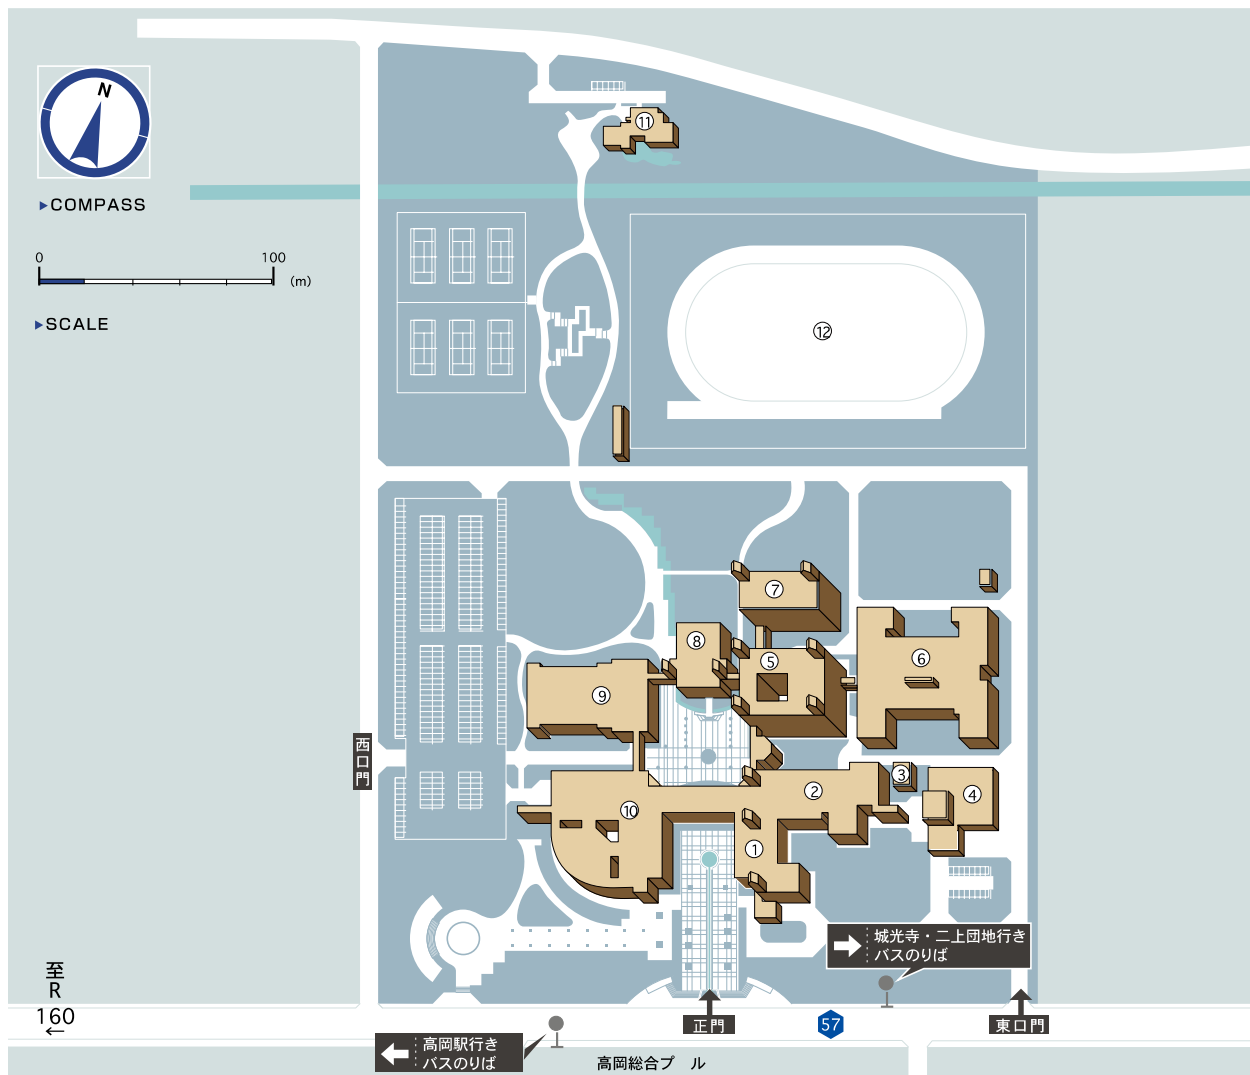 N
▶COMPASS
0 100
(m)
▶SCALE
⑪
⑫
⑦
⑧
⑤
⑥
⑨
③
②
④
⑩
①
西口門
城光寺・二上団地行き
バスのりば
至
R
160
←
正門
57
東口門
高岡駅行き
バスのりば
高岡総合プ ル